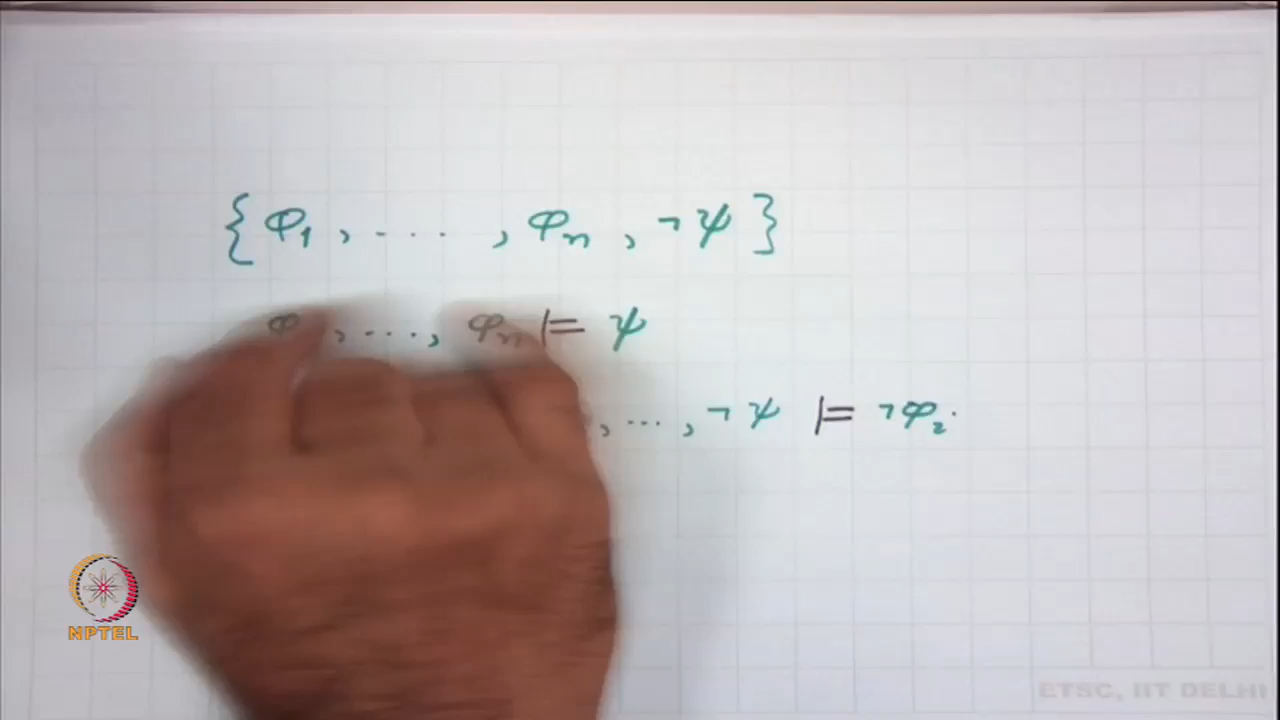 { φ₁, ...., φₙ, ¬ψ }
φ , ..., φₙ ⊨ ψ
, ..., ¬ψ ⊨ ¬φ₂.
NPTEL
ETSC, IIT DELHI